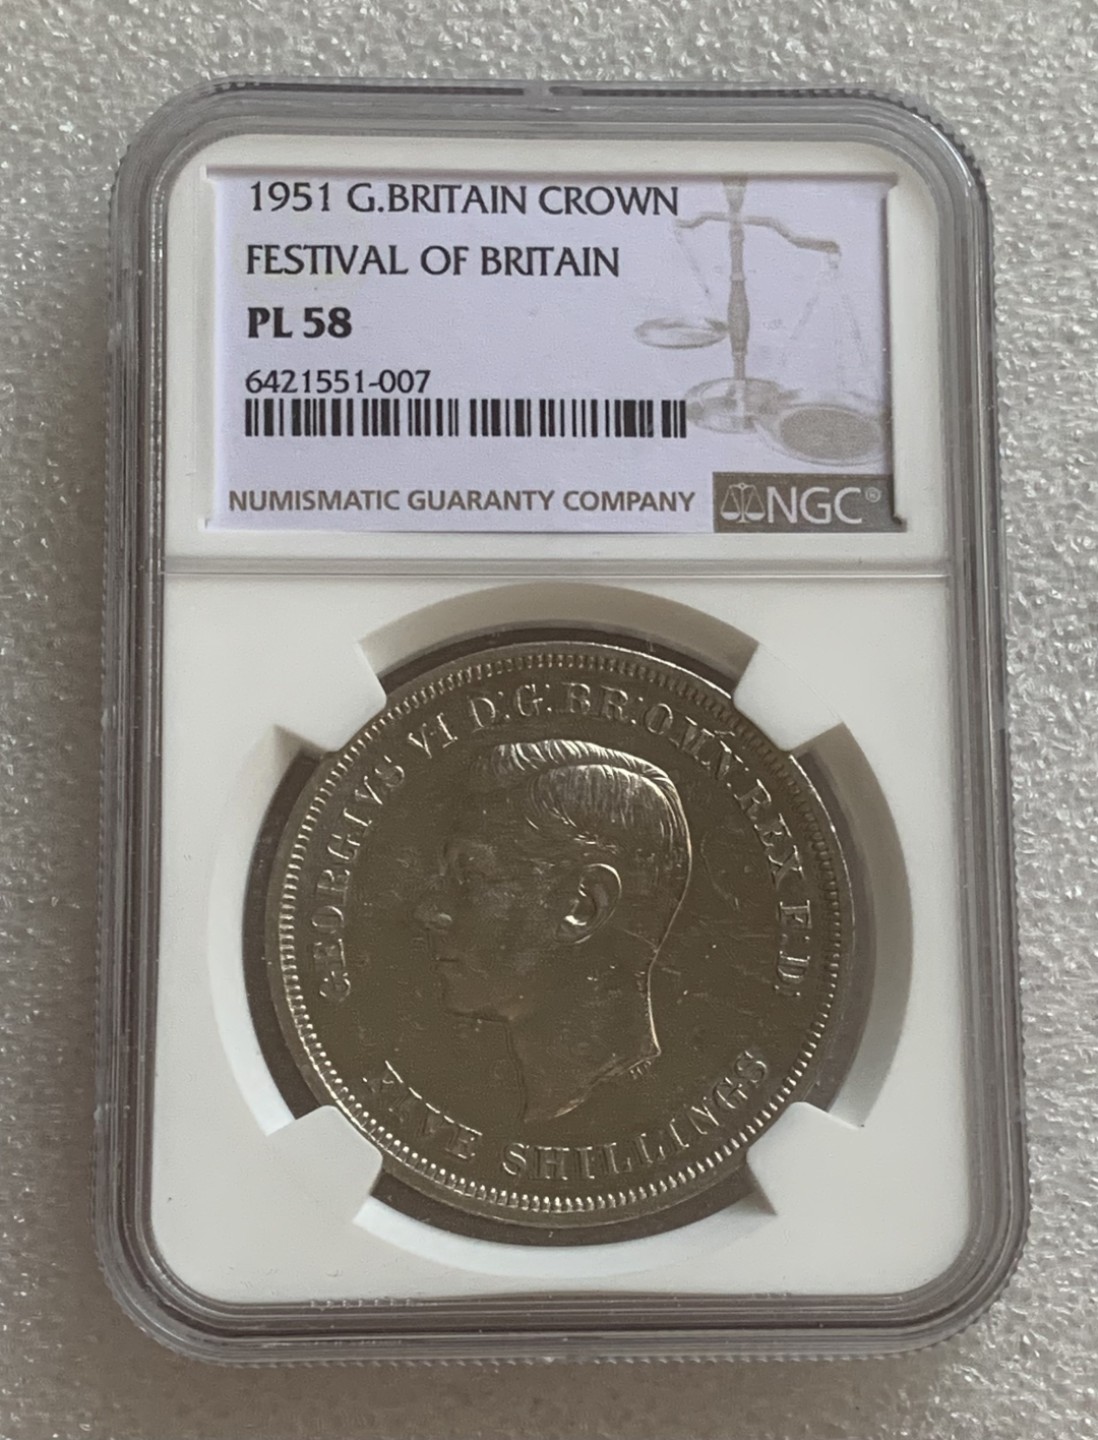 1951 G.BRITAIN CROWN
FESTIVAL OF BRITAIN
PL 58
6421551-007
NUMISMATIC GUARANTY COMPANY
NGC®
GEORGIVS VI D:G:BR:OMN:REX F:D:
FIVE SHILLINGS
HP